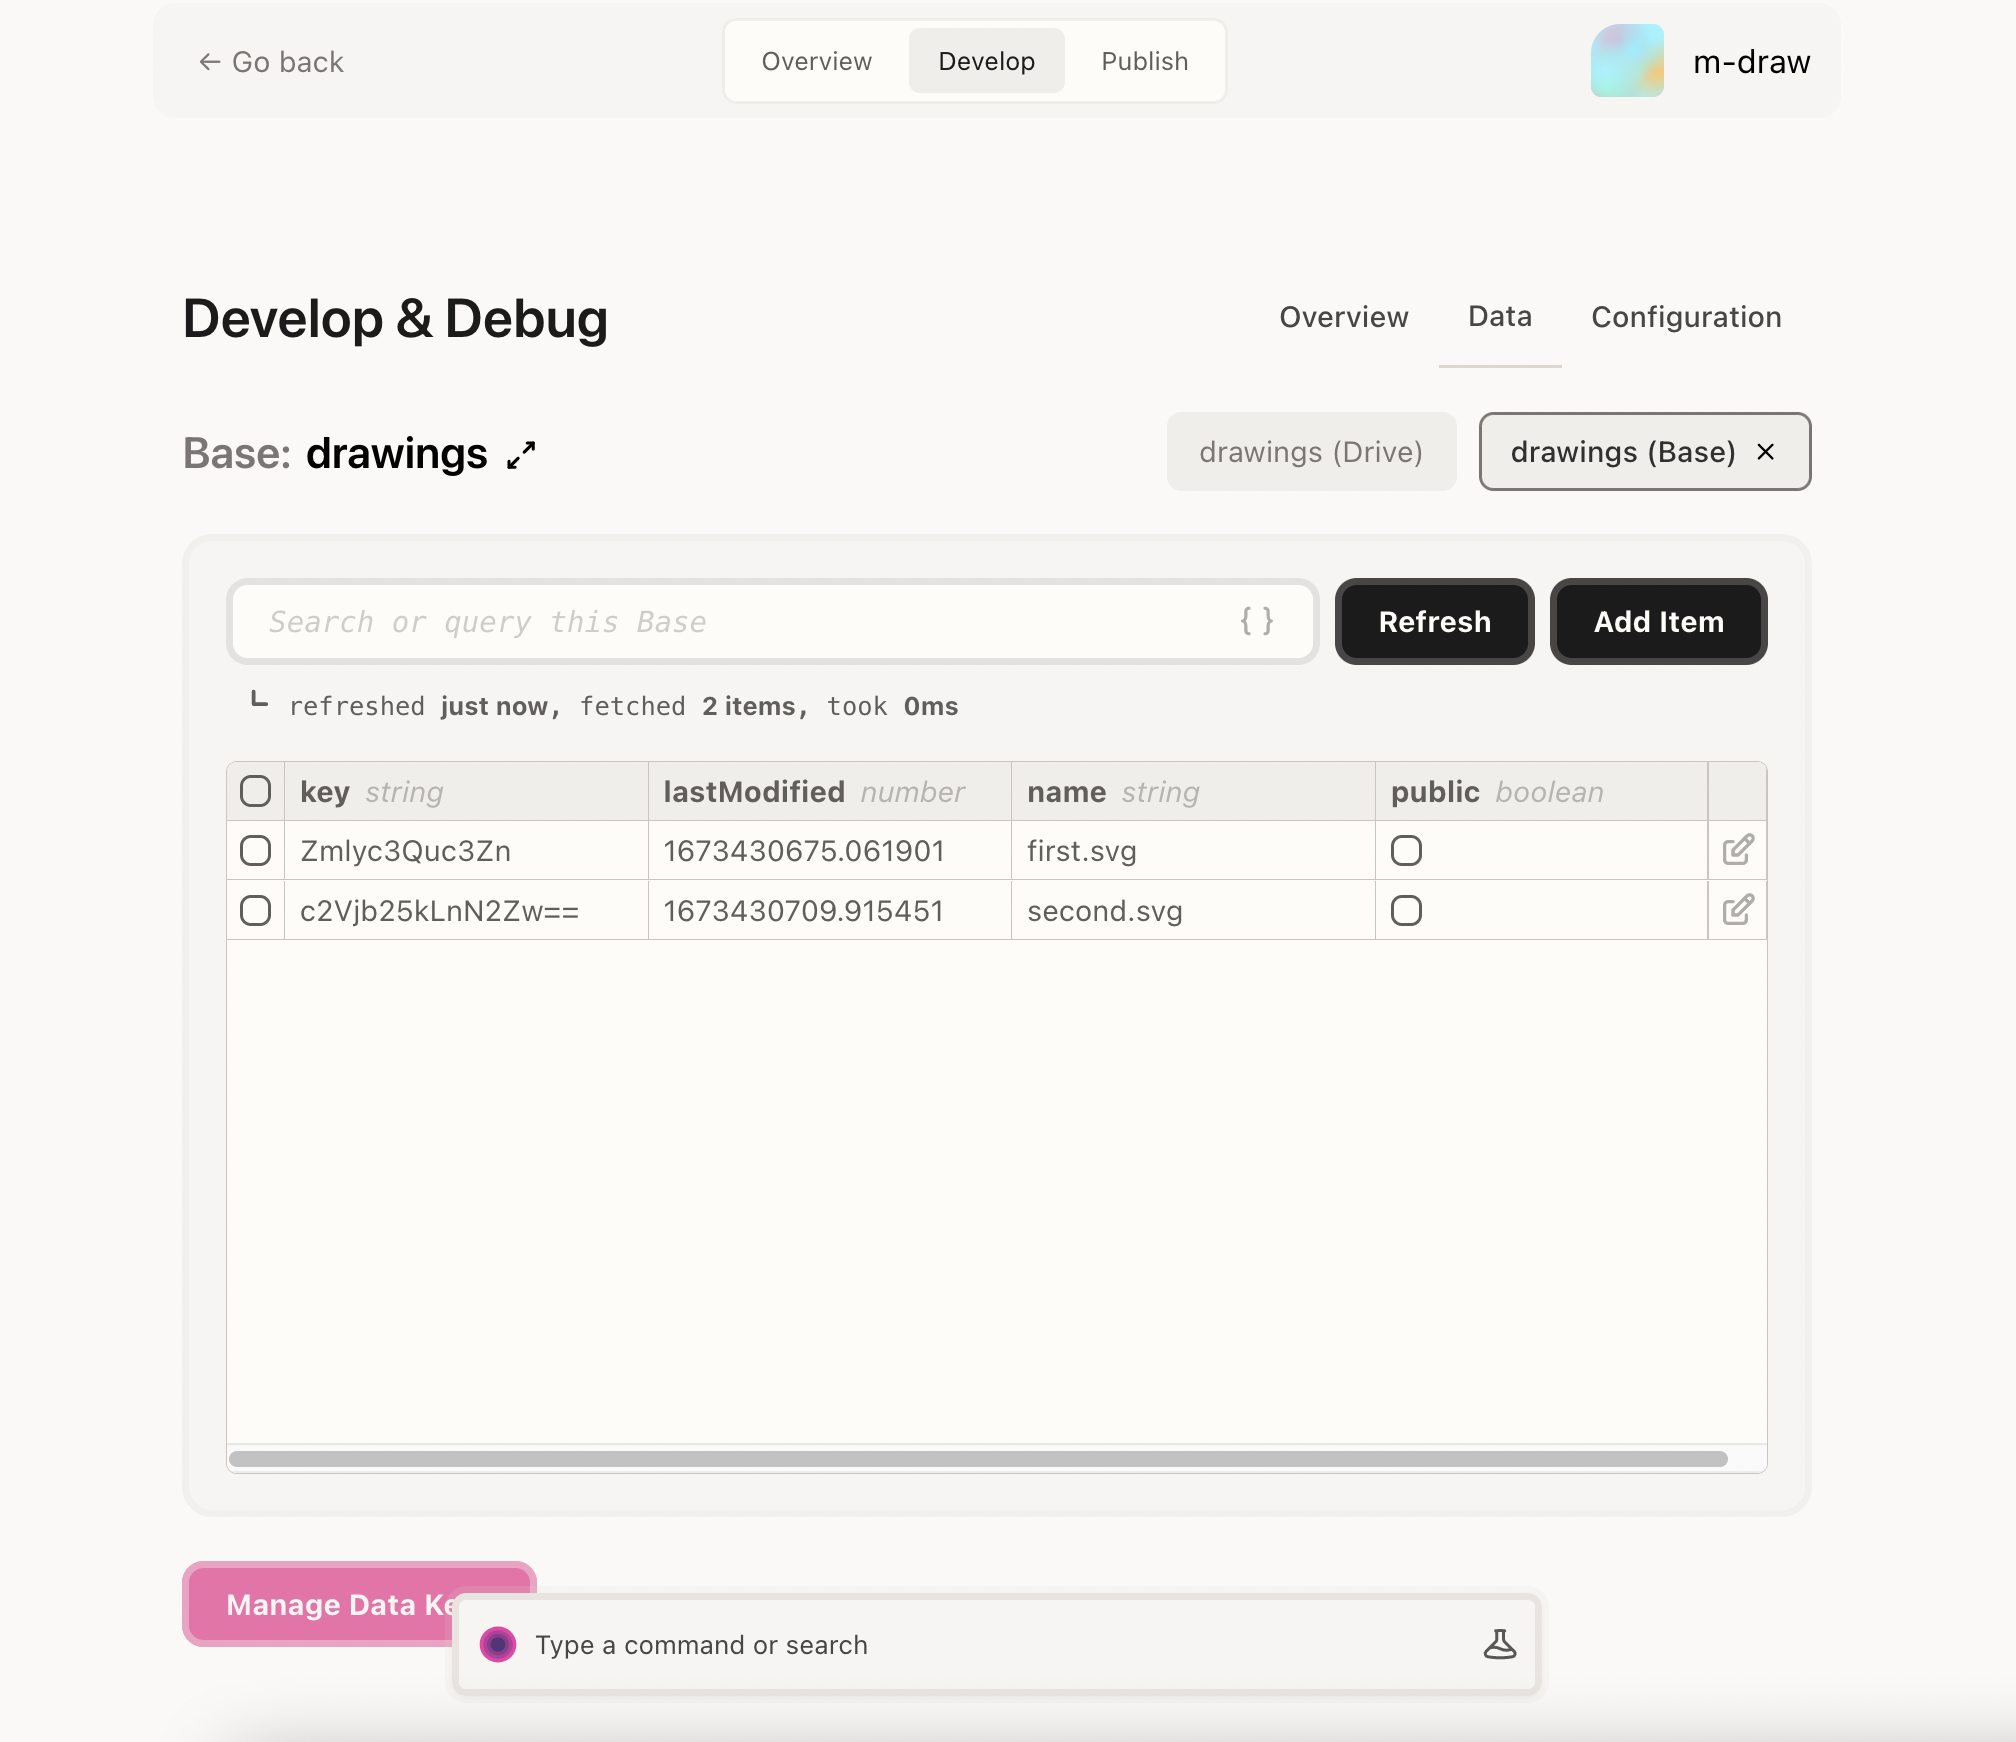 ← Go back
Overview Develop Publish
m-draw
Develop & Debug
Overview Data Configuration
Base: drawings
drawings (Drive) drawings (Base) ×
Search or query this Base { }
Refresh
Add Item
refreshed just now, fetched 2 items, took 0ms
key string lastModified number name string public boolean
Zmlyc3Quc3Zn 1673430675.061901 first.svg
c2Vjb25kLnN2Zw== 1673430709.915451 second.svg
Manage Data Ke
Type a command or search